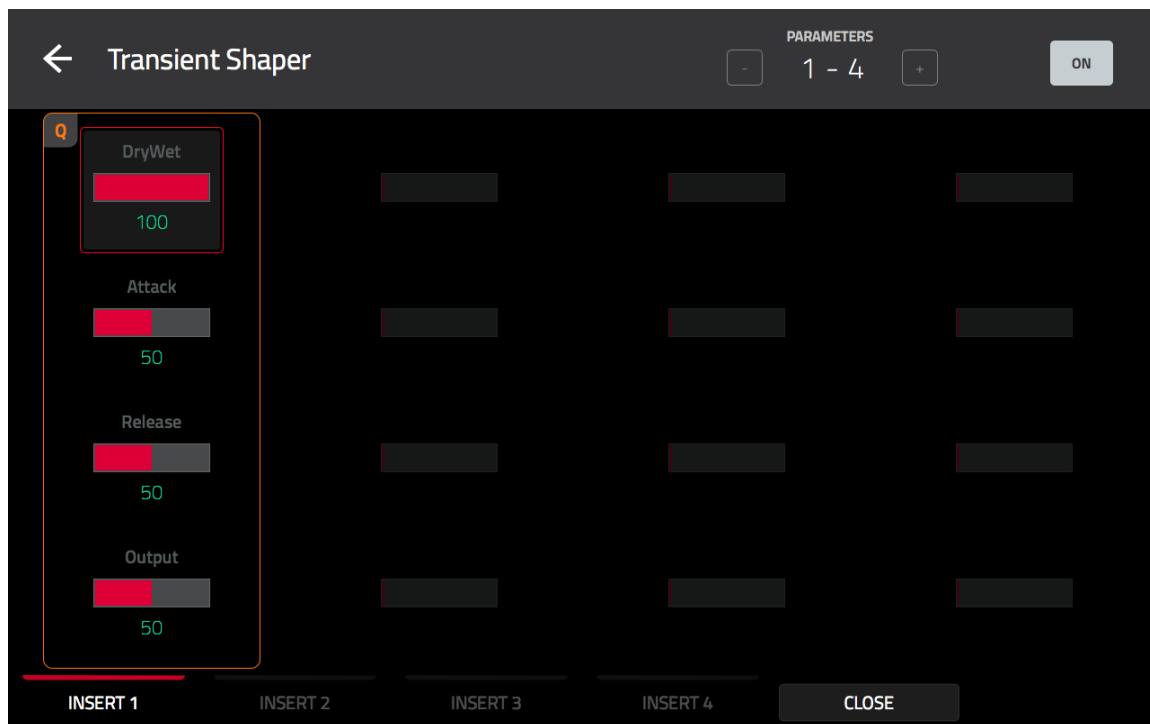 Transient Shaper
PARAMETERS
- 1 - 4 +
ON
Q
DryWet
100
Attack
50
Release
50
Output
50
INSERT 1 INSERT 2 INSERT 3 INSERT 4 CLOSE